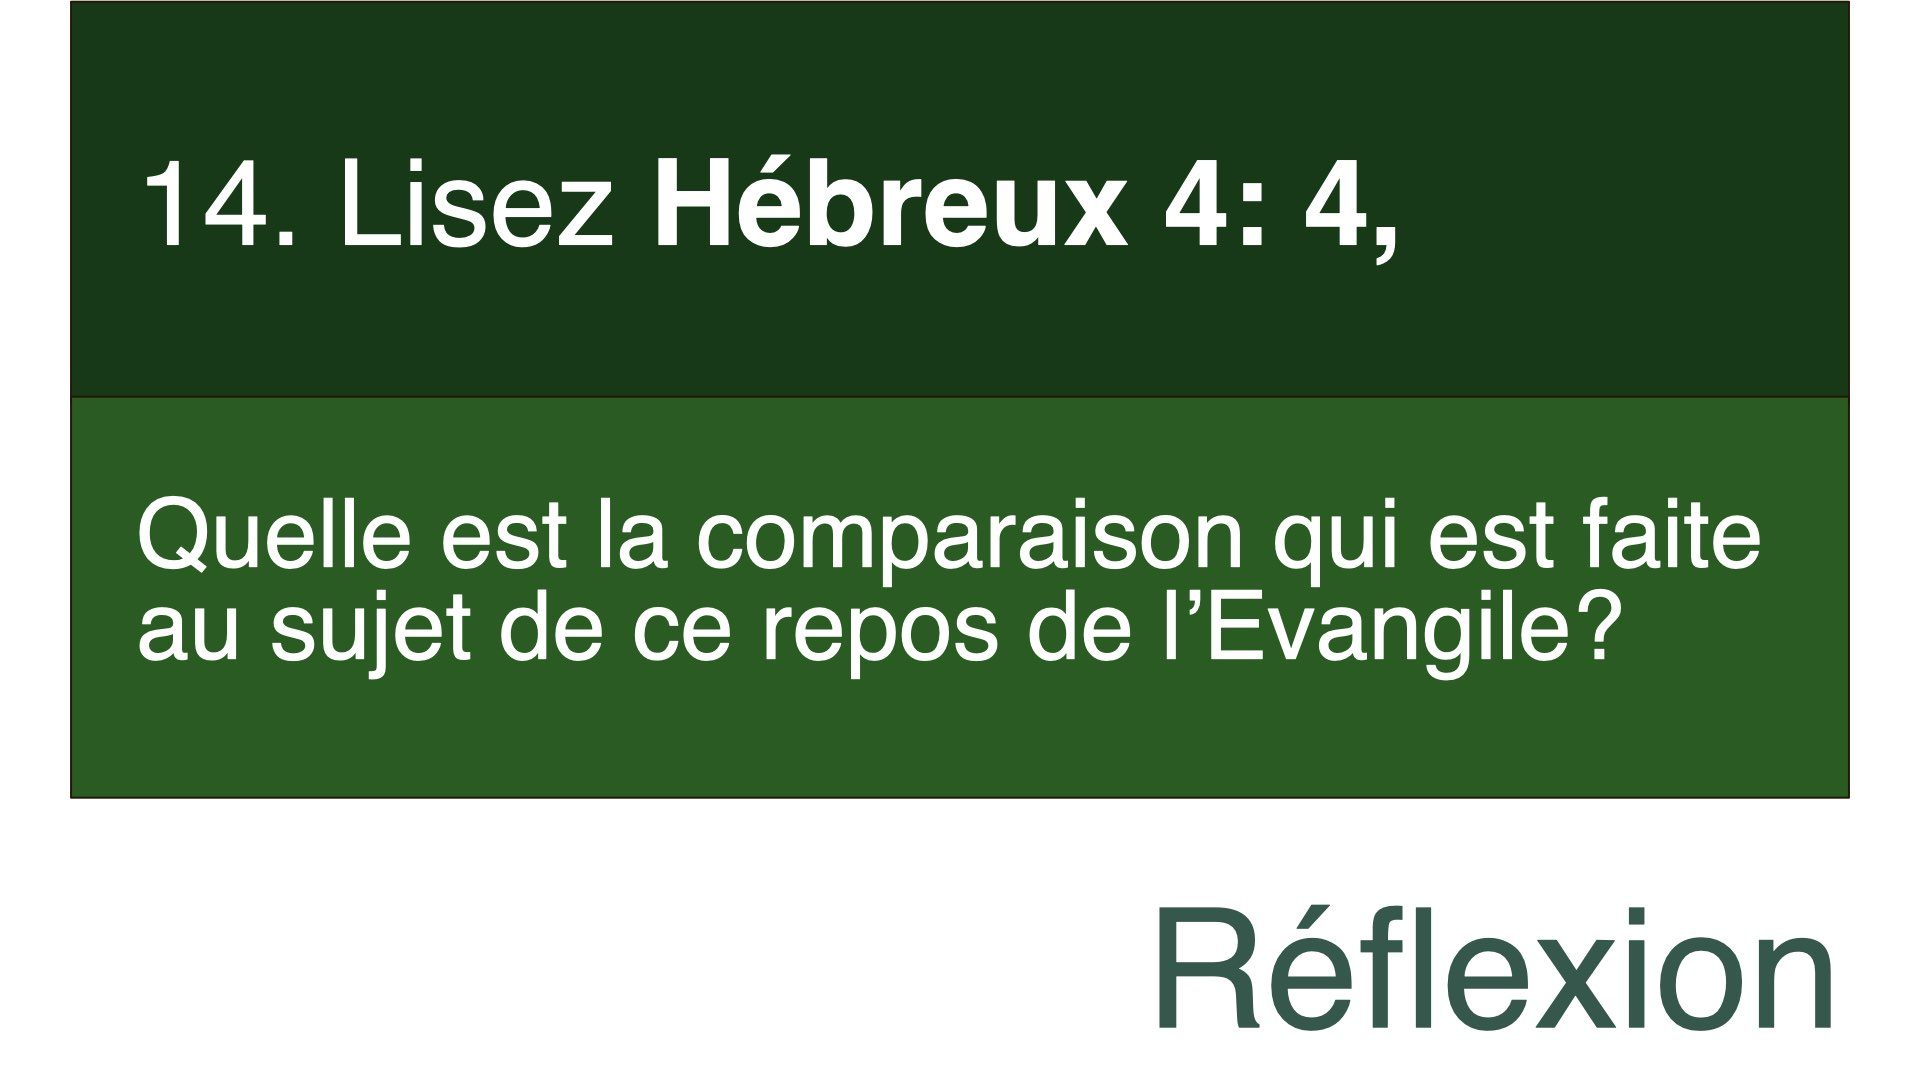 14. Lisez Hébreux 4: 4,
Quelle est la comparaison qui est faite
au sujet de ce repos de l’Evangile?
Réflexion